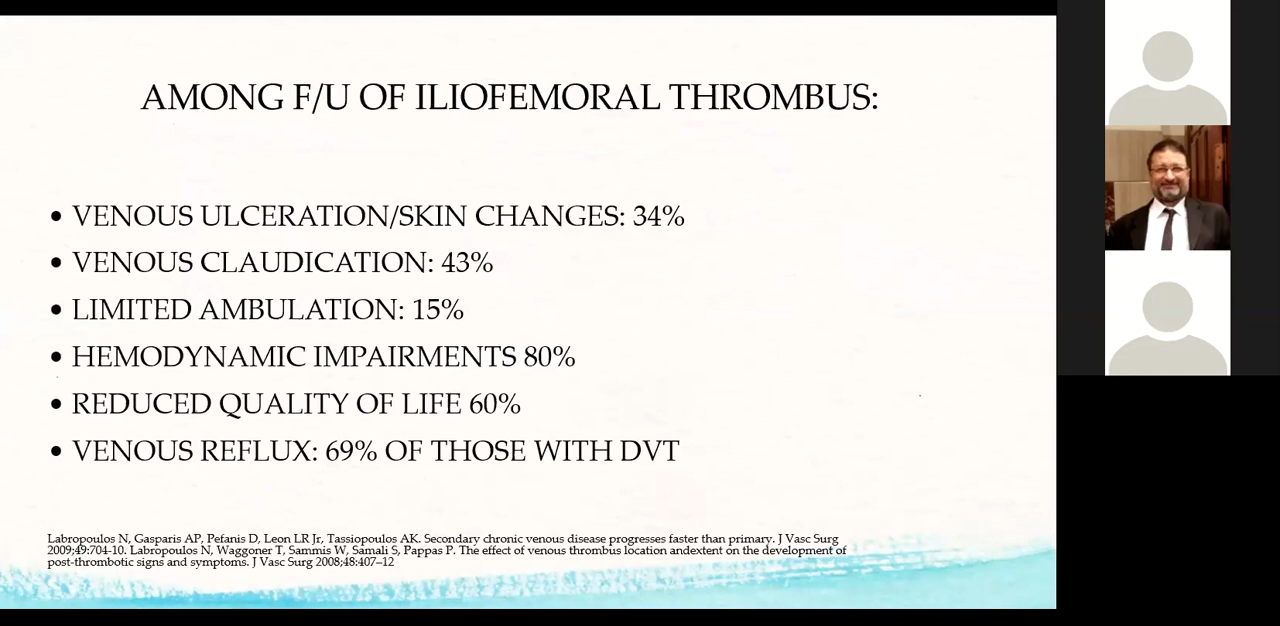 AMONG F/U OF ILIOFEMORAL THROMBUS:
• VENOUS ULCERATION/SKIN CHANGES: 34%
• VENOUS CLAUDICATION: 43%
• LIMITED AMBULATION: 15%
• HEMODYNAMIC IMPAIRMENTS 80%
• REDUCED QUALITY OF LIFE 60%
• VENOUS REFLUX: 69% OF THOSE WITH DVT
Labropoulos N, Gasparis AP, Pefanis D, Leon LR Jr, Tassiopoulos AK. Secondary chronic venous disease progresses faster than primary. J Vasc Surg
2009;49:704-10. Labropoulos N, Waggoner T, Sammis W, Samali S, Pappas P. The effect of venous thrombus location andextent on the development of
post-thrombotic signs and symptoms. J Vasc Surg 2008;48:407–12